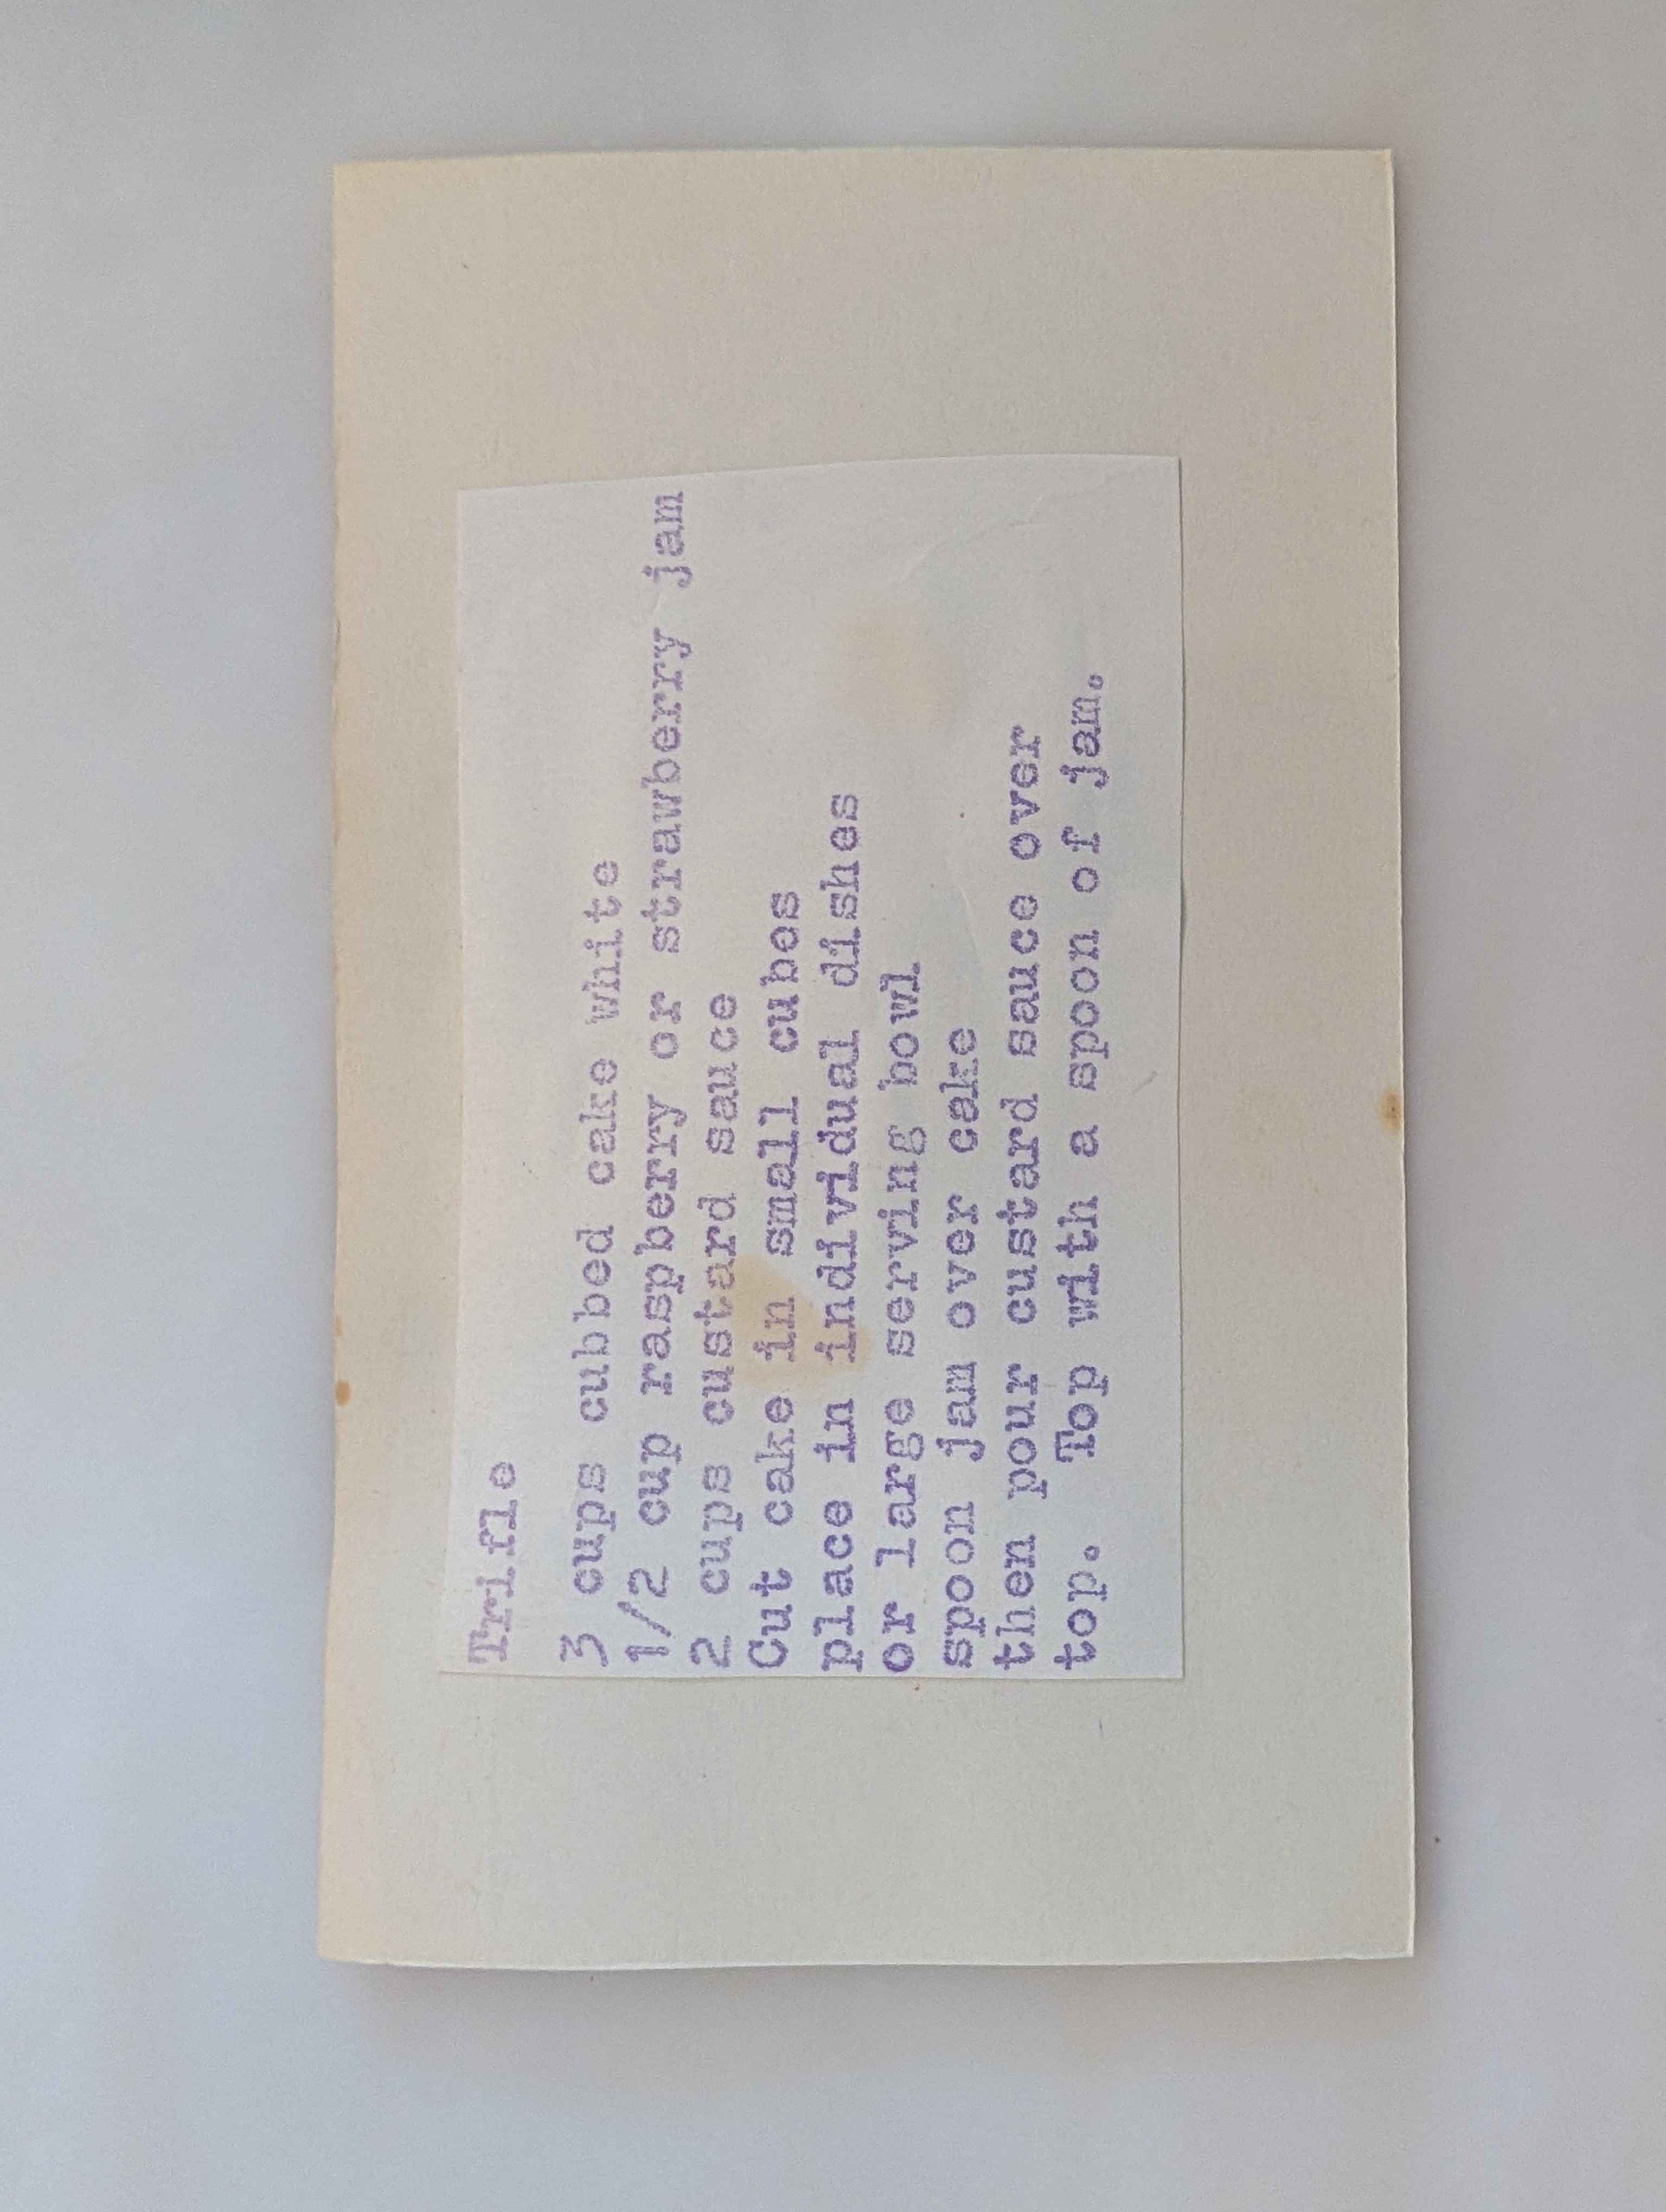 Trifle
3 cups cubbed cake white
1/2 cup raspberry or strawberry jam
2 cups custard sauce
Cut cake in small cubes
place in individual dishes
or large serving bowl
spoon jam over cake
then pour custard sauce over
top. Top with a spoon of jam.